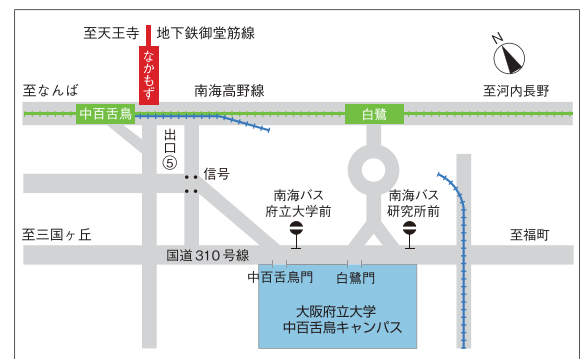 至天王寺 地下鉄御堂筋線
N
なかもず
至なんば
南海高野線
至河内長野
中百舌鳥
白鷺
出口⑤
信号
南海バス
府立大学前
南海バス
研究所前
至三国ヶ丘
国道310号線
至福町
中百舌鳥門
白鷺門
大阪府立大学
中百舌鳥キャンパス